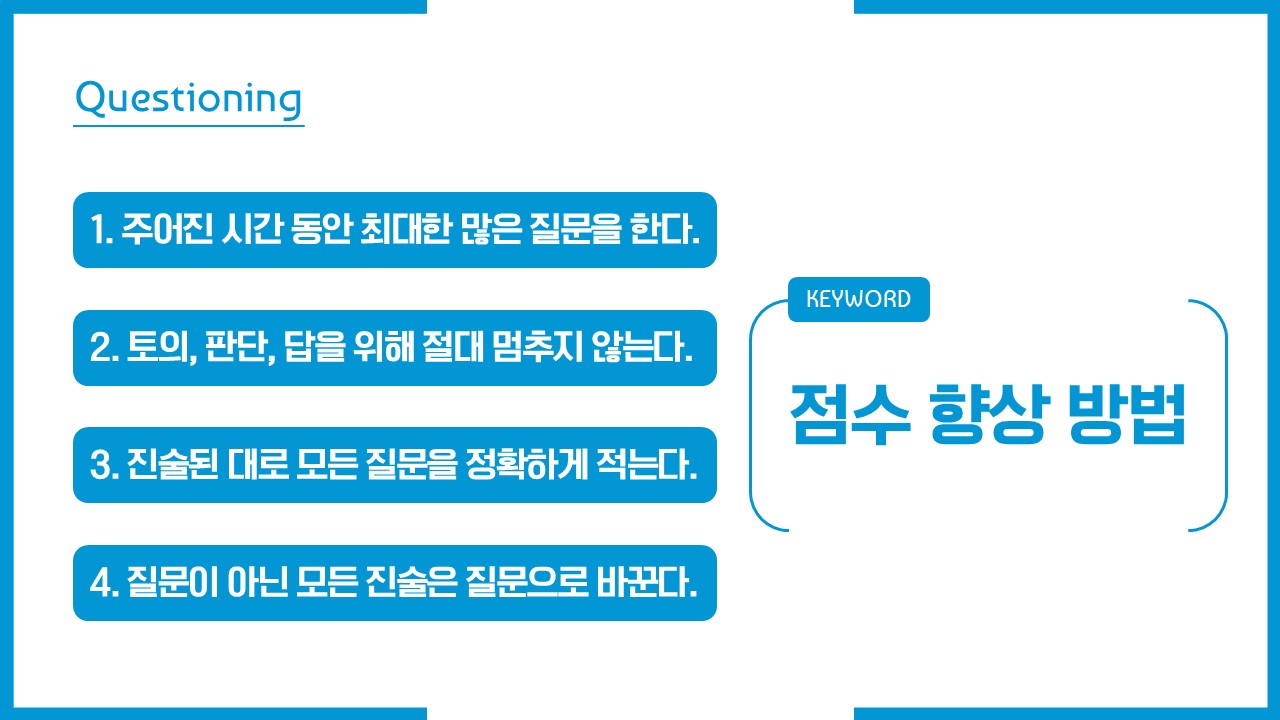 Questioning
1. 주어진 시간 동안 최대한 많은 질문을 한다.
2. 토의, 판단, 답을 위해 절대 멈추지 않는다.
3. 진술된 대로 모든 질문을 정확하게 적는다.
4. 질문이 아닌 모든 진술은 질문으로 바꾼다.
KEYWORD
점수 향상 방법